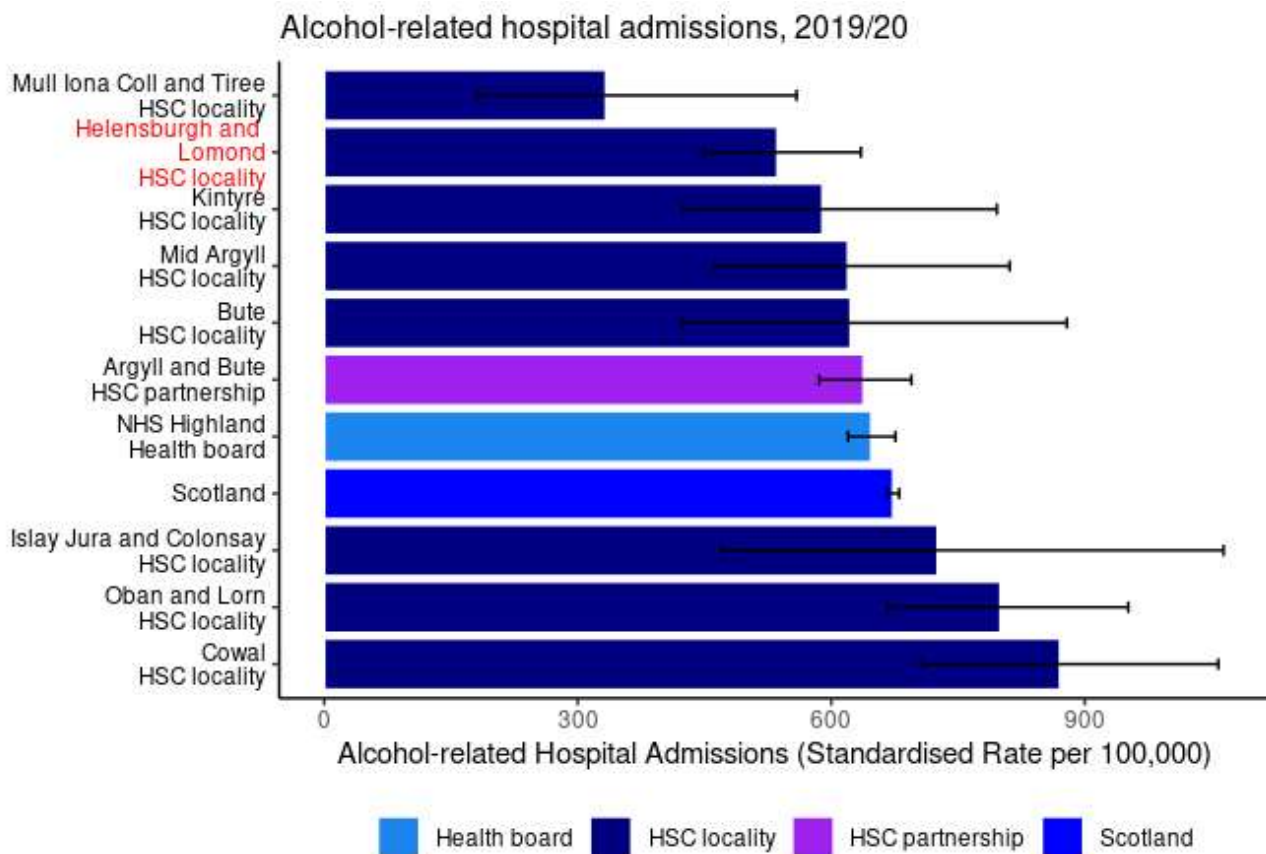 Alcohol-related hospital admissions, 2019/20
Mull Iona Coll and Tiree
HSC locality
Helensburgh and
Lomond
HSC locality
Kintyre
HSC locality
Mid Argyll
HSC locality
Bute
HSC locality
Argyll and Bute
HSC partnership
NHS Highland
Health board
Scotland
Islay Jura and Colonsay
HSC locality
Oban and Lorn
HSC locality
Cowal
HSC locality
0 300 600 900
Alcohol-related Hospital Admissions (Standardised Rate per 100,000)
Health board HSC locality HSC partnership Scotland